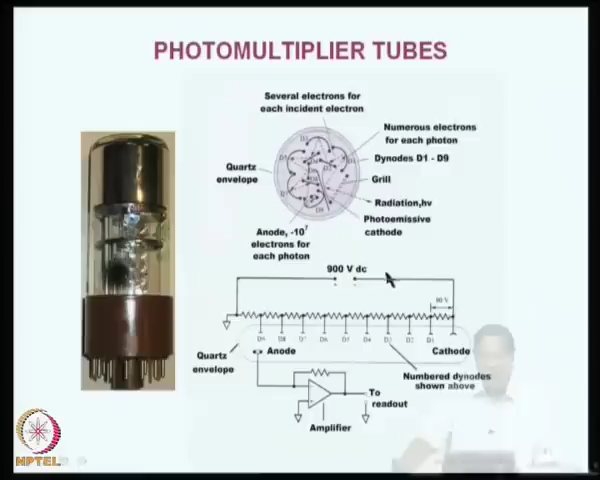 PHOTOMULTIPLIER TUBES
Several electrons for
each incident electron
Numerous electrons
for each photon
Dynodes D1 - D9
Quartz
envelope
Grill
Radiation,hv
Photoemissive
cathode
Anode, -10⁷
electrons for
each photon
900 V dc
Quartz
envelope
Anode
Cathode
Numbered dynodes
shown above
To
readout
Amplifier
NPTEL